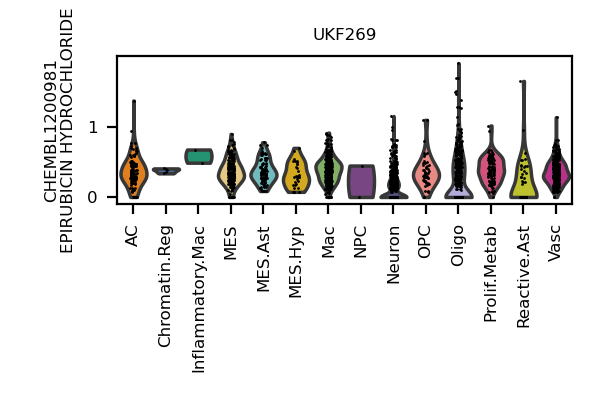 UKF269
CHEMBL1200981
EPIRUBICIN HYDROCHLORIDE
1
0
AC
Chromatin.Reg
Inflammatory.Mac
MES
MES.Ast
MES.Hyp
Mac
NPC
Neuron
OPC
Oligo
Prolif.Metab
Reactive.Ast
Vasc